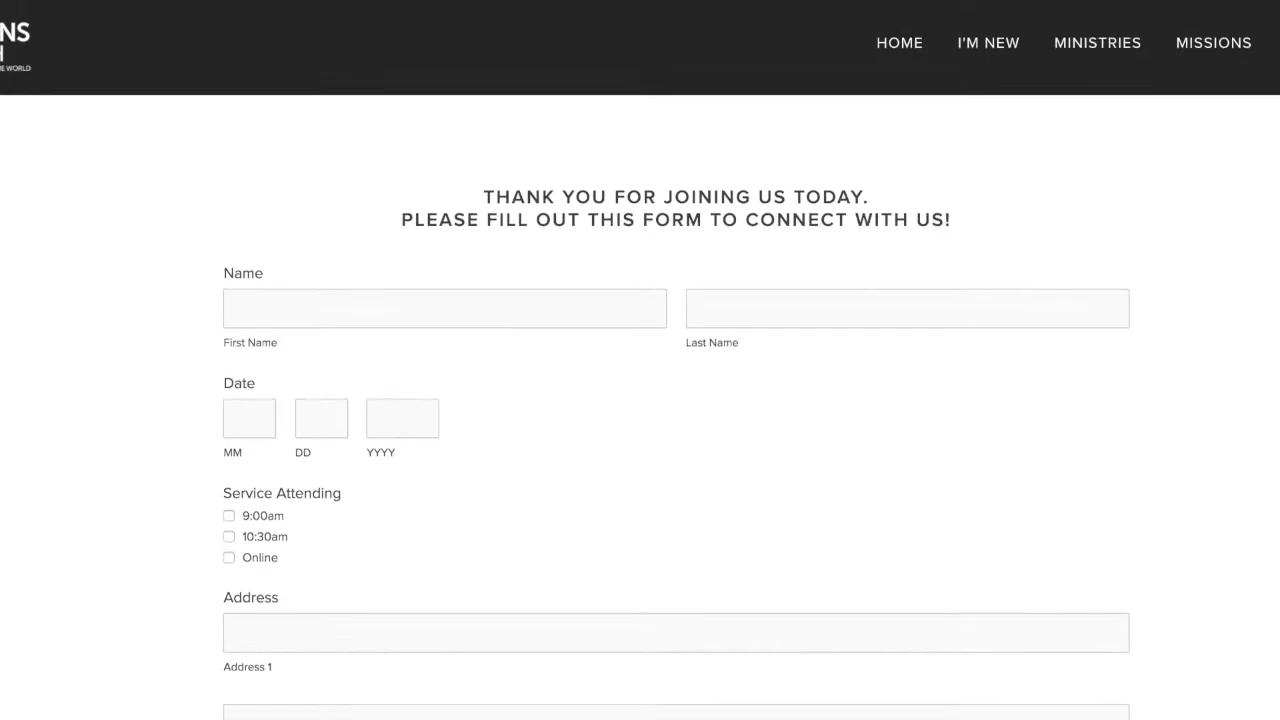 NS
H
E WORLD
HOME I'M NEW MINISTRIES MISSIONS
THANK YOU FOR JOINING US TODAY.
PLEASE FILL OUT THIS FORM TO CONNECT WITH US!
Name
First Name Last Name
Date
MM DD YYYY
Service Attending
9:00am
10:30am
Online
Address
Address 1